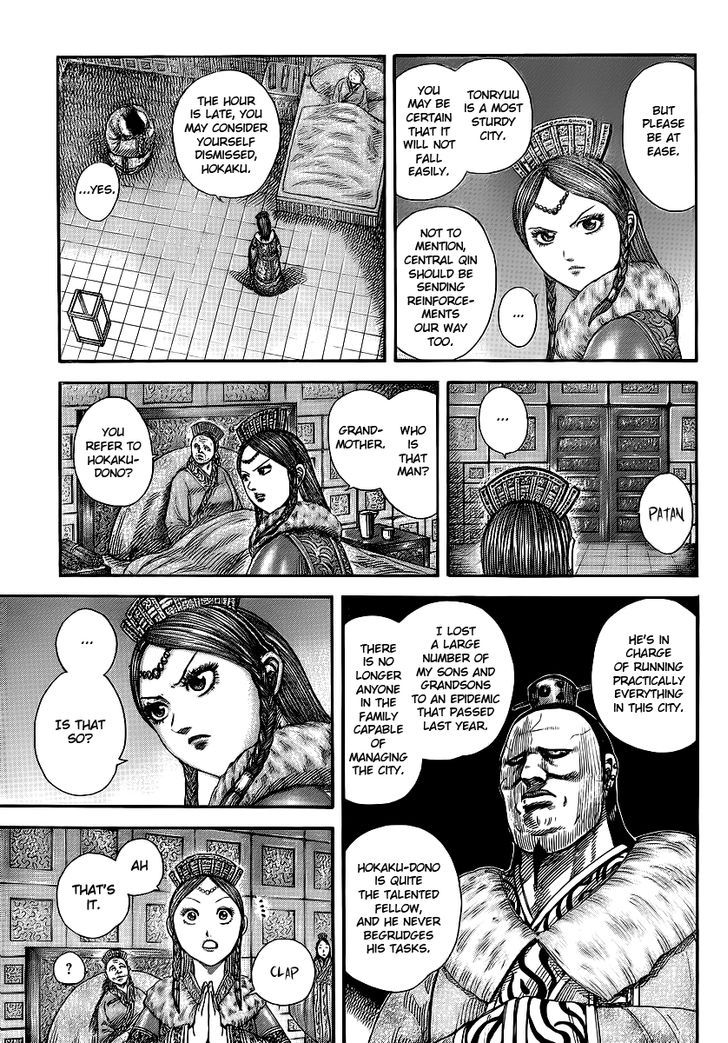 BUT
PLEASE
BE AT
EASE.
TONRYUU
IS A MOST
STURDY
CITY.
YOU
MAY BE
CERTAIN
THAT IT
WILL NOT
FALL
EASILY.
NOT TO
MENTION,
CENTRAL QIN
SHOULD BE
SENDING
REINFORCE-
MENTS
OUR WAY
TOO.
...
THE HOUR
IS LATE, YOU
MAY CONSIDER
YOURSELF
DISMISSED,
HOKAKU.
...YES.
...
PATAN
WHO
IS
THAT
MAN?
GRAND-
MOTHER.
YOU
REFER TO
HOKAKU-
DONO?
HE'S IN
CHARGE
OF RUNNING
PRACTICALLY
EVERYTHING
IN THIS CITY.
I LOST
A LARGE
NUMBER OF
MY SONS AND
GRANDSONS
TO AN EPIDEMIC
THAT PASSED
LAST YEAR.
THERE
IS NO
LONGER
ANYONE
IN THE
FAMILY
CAPABLE
OF
MANAGING
THE CITY.
HOKAKU-DONO
IS QUITE
THE TALENTED
FELLOW,
AND HE NEVER
BEGRUDGES
HIS TASKS.
...
IS THAT
SO?
AH
THAT'S
IT.
CLAP
?